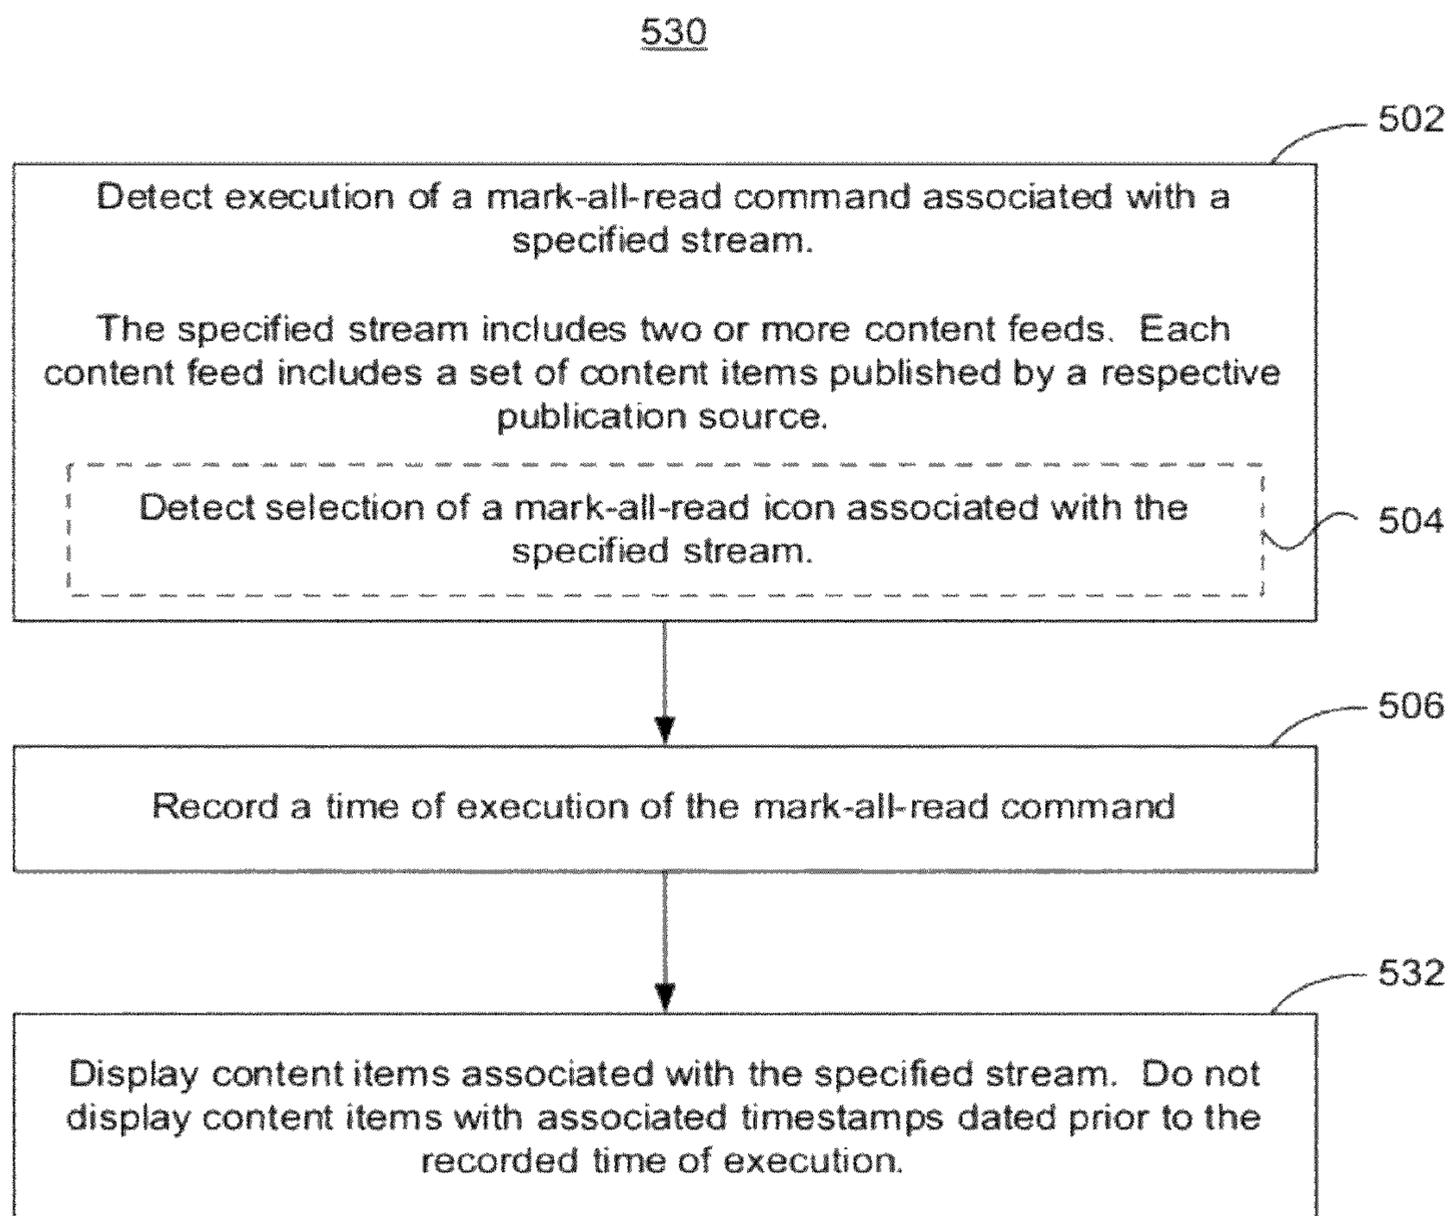 530
502
Detect execution of a mark-all-read command associated with a
specified stream.
The specified stream includes two or more content feeds. Each
content feed includes a set of content items published by a respective
publication source.
Detect selection of a mark-all-read icon associated with the
specified stream.
504
506
Record a time of execution of the mark-all-read command
532
Display content items associated with the specified stream. Do not
display content items with associated timestamps dated prior to the
recorded time of execution.